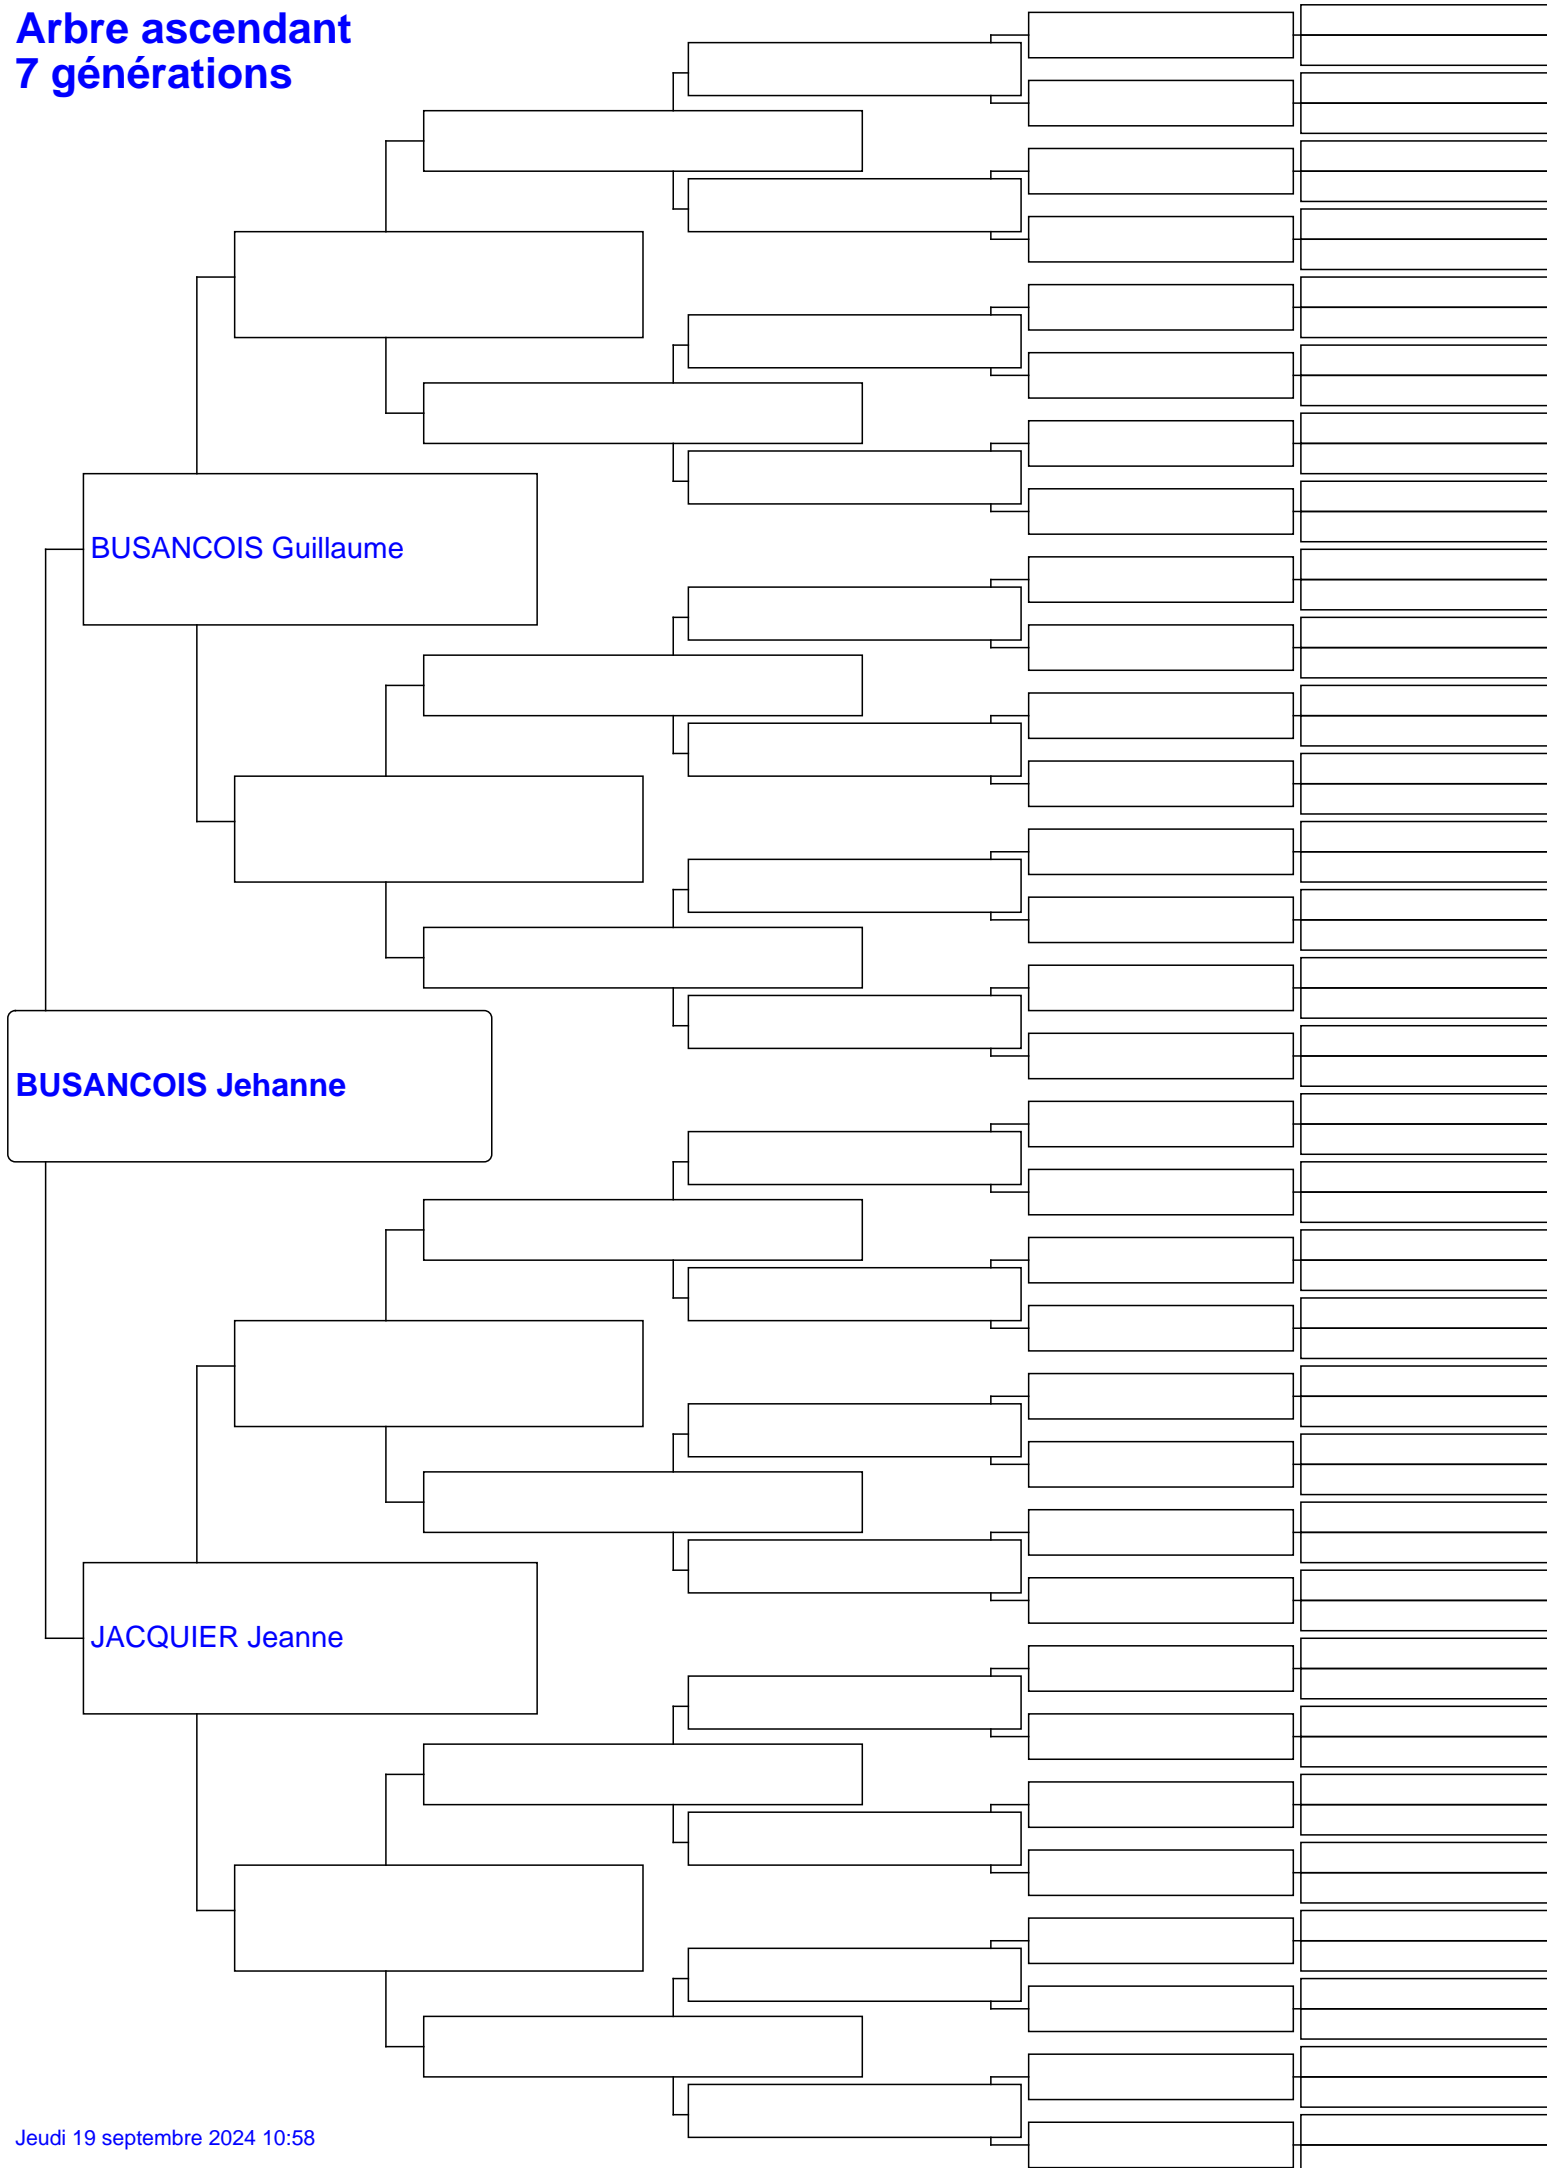 Arbre ascendant
7 générations
BUSANCOIS Guillaume
BUSANCOIS Jehanne
JACQUIER Jeanne
Jeudi 19 septembre 2024 10:58